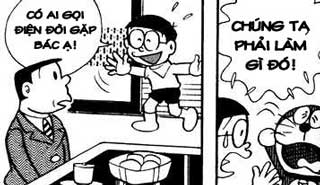 CÓ AI GỌI
ĐIỆN ĐÒI GẶP
BÁC Ạ!
CHÚNG TA
PHẢI LÀM
GÌ ĐÓ!